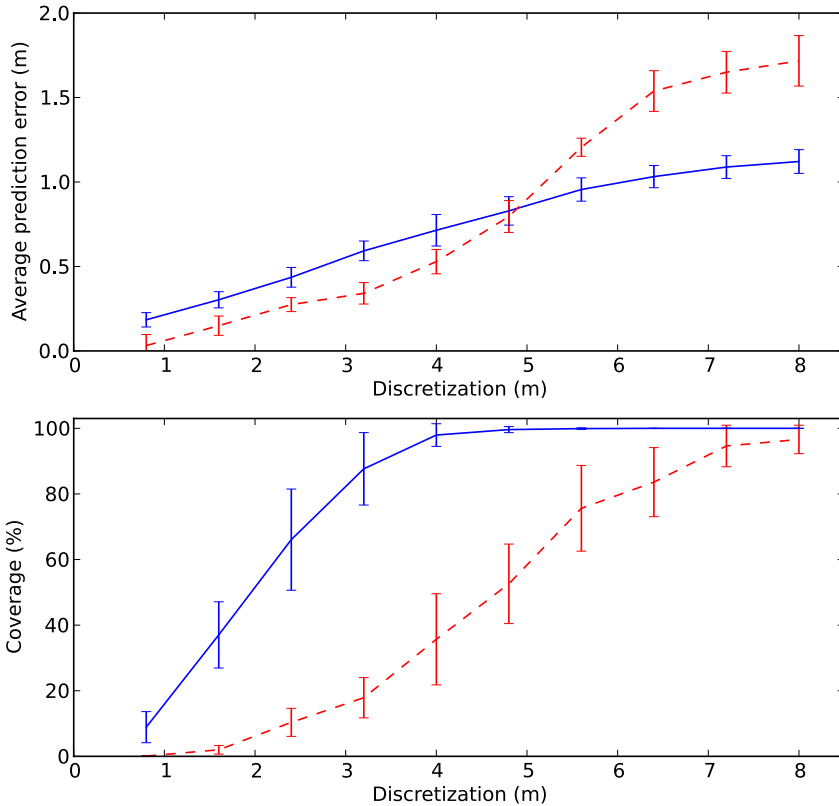 2.0
1.5
1.0
0.5
0.0
Average prediction error (m)
0 1 2 3 4 5 6 7 8
Discretization (m)
100
80
60
40
20
0
Coverage (%)
0 1 2 3 4 5 6 7 8
Discretization (m)